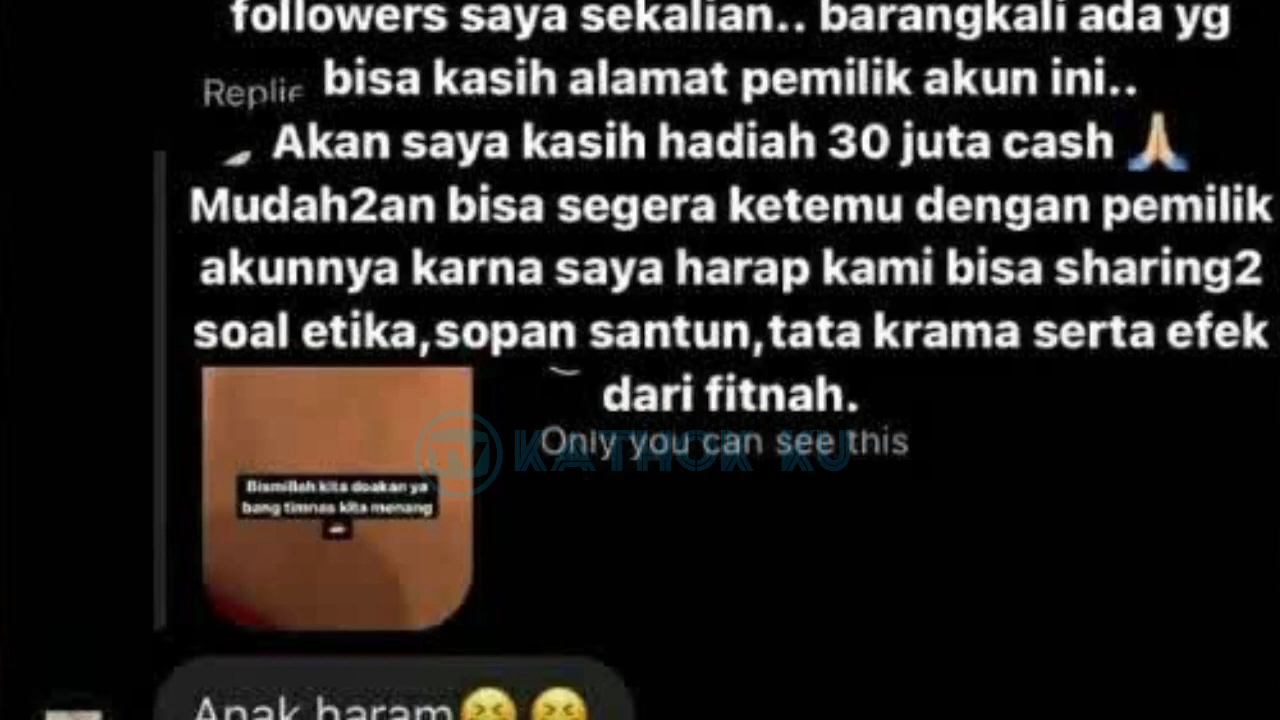 followers saya sekalian.. barangkali ada yg
bisa kasih alamat pemilik akun ini..
Akan saya kasih hadiah 30 juta cash 🙏🏻
Mudah2an bisa segera ketemu dengan pemilik
akunnya karna saya harap kami bisa sharing2
soal etika,sopan santun,tata krama serta efek
dari fitnah.
Only you can see this
TV KATHOK KU
Bismillah kita doakan ya
bang timnas kita menang
Anak haram😆😆